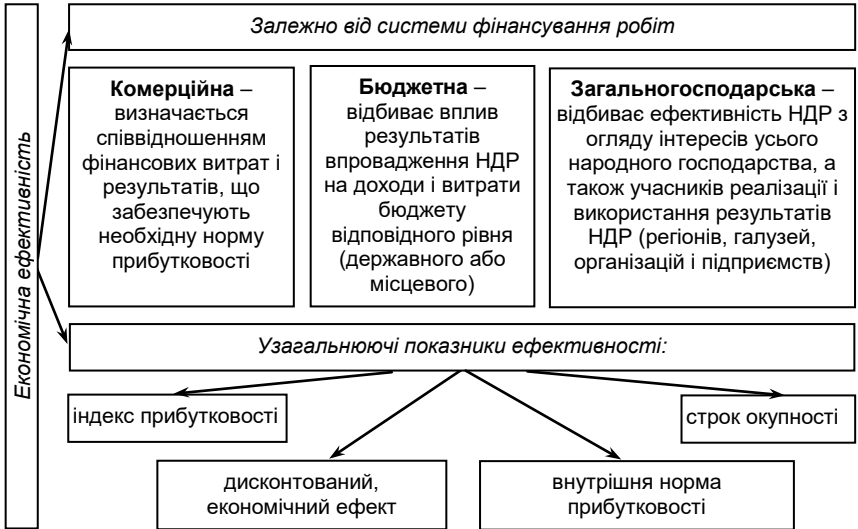 Економічна ефективність
Залежно від системи фінансування робіт
Комерційна –
визначається
співвідношенням
фінансових витрат і
результатів, що
забезпечують
необхідну норму
прибутковості
Бюджетна –
відбиває вплив
результатів
впровадження НДР
на доходи і витрати
бюджету
відповідного рівня
(державного або
місцевого)
Загальногосподарська –
відбиває ефективність НДР з
огляду інтересів усього
народного господарства, а
також учасників реалізації і
використання результатів
НДР (регіонів, галузей,
організацій і підприємств)
Узагальнюючі показники ефективності:
індекс прибутковості
строк окупності
дисконтований,
економічний ефект
внутрішня норма
прибутковості